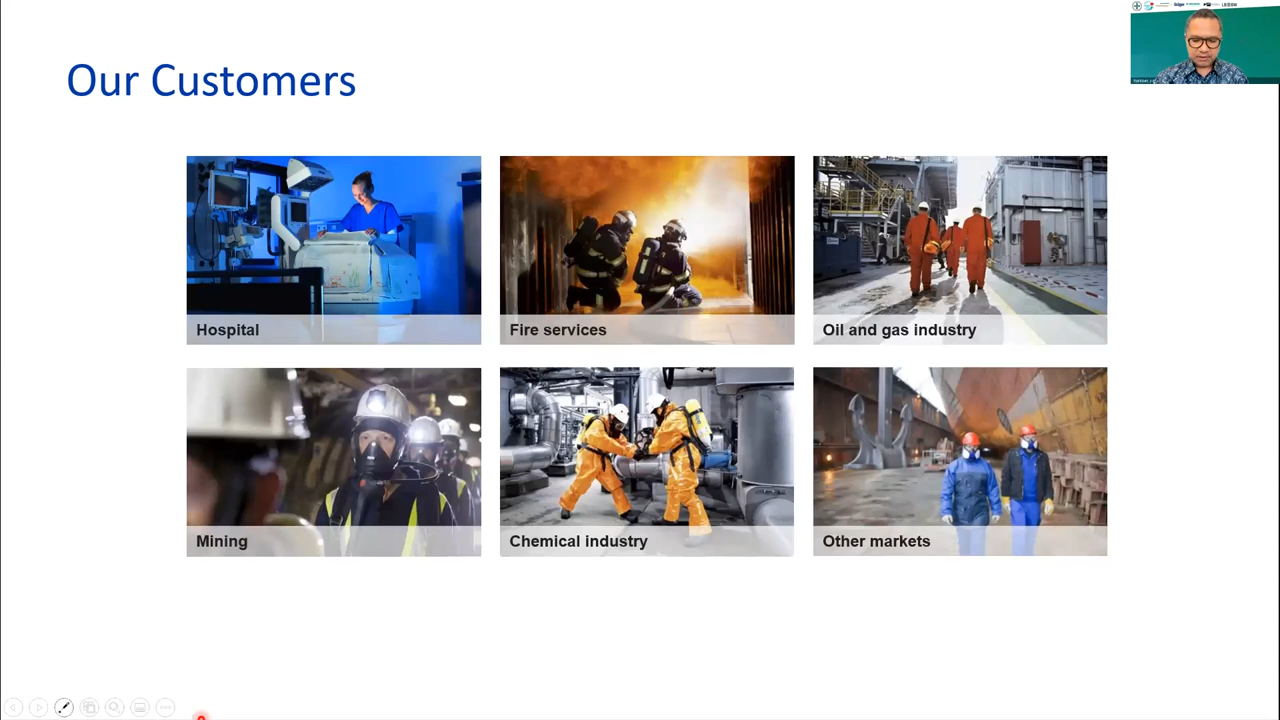 Our Customers
Hospital
Fire services
Oil and gas industry
Mining
Chemical industry
Other markets